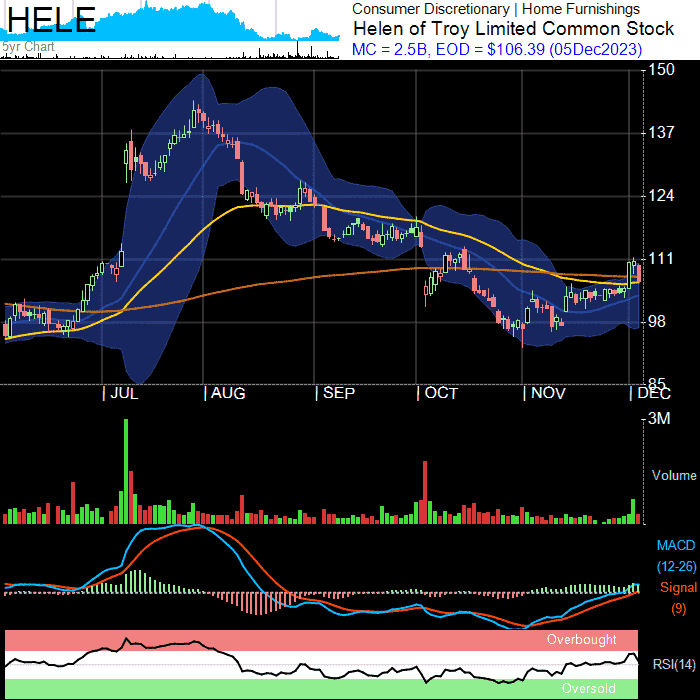 HELE
5yr Chart
Consumer Discretionary | Home Furnishings
Helen of Troy Limited Common Stock
MC = 2.5B, EOD = $106.39 (05Dec2023)
150
137
124
111
98
85
JUL AUG SEP OCT NOV DEC
3M
Volume
MACD
(12-26)
Signal
(9)
Overbought
RSI(14)
Oversold